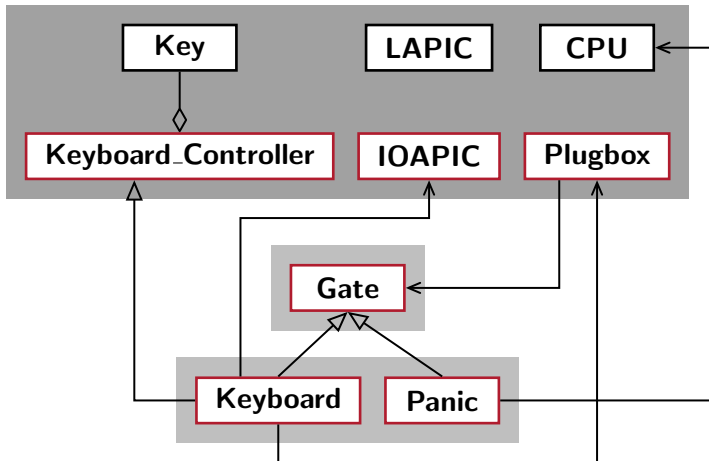 Key
LAPIC
CPU
Keyboard_Controller
IOAPIC
Plugbox
Gate
Keyboard
Panic